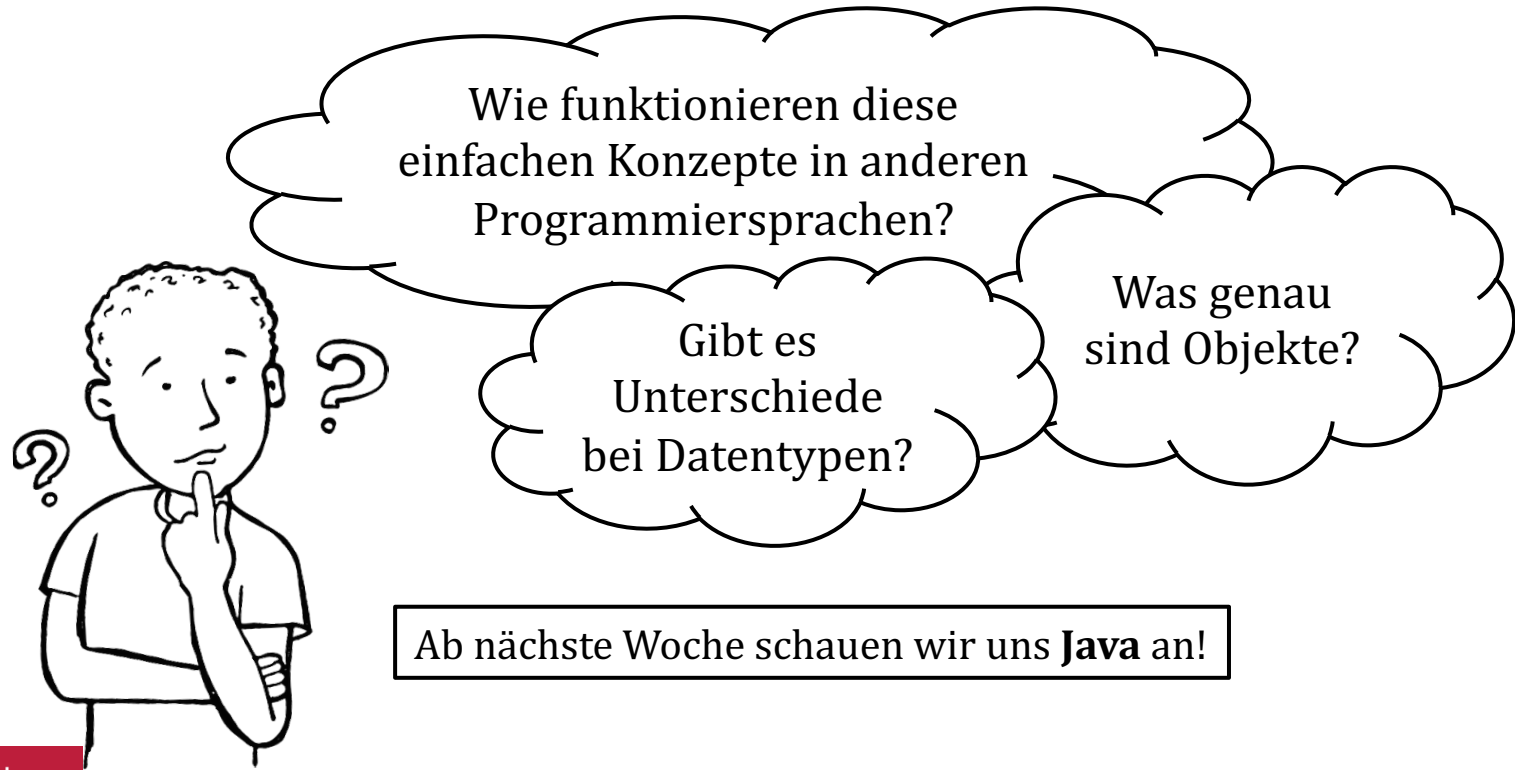 Wie funktionieren diese
einfachen Konzepte in anderen
Programmiersprachen?
Was genau
sind Objekte?
Gibt es
Unterschiede
bei Datentypen?
?
?
Ab nächste Woche schauen wir uns Java an!